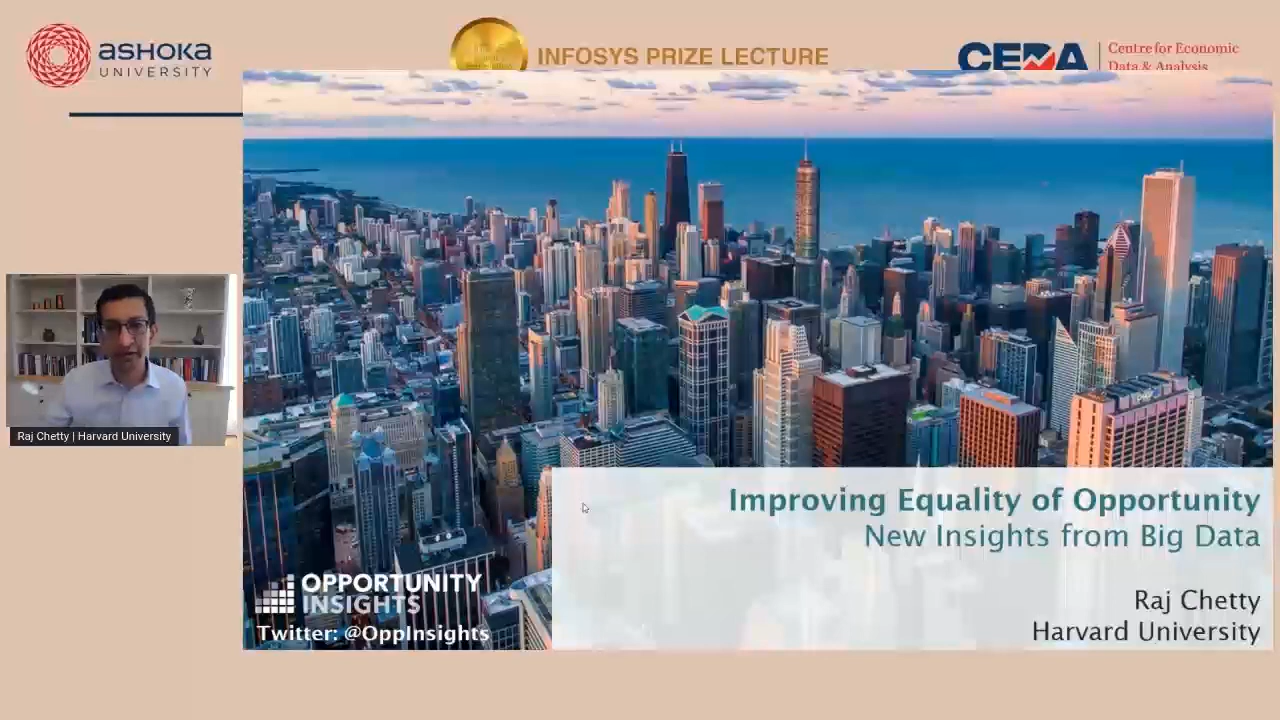 ASHOKA
UNIVERSITY
INFOSYS PRIZE LECTURE
CEDA
Centre for Economic
Data & Analysis
Raj Chetty | Harvard University
Improving Equality of Opportunity
New Insights from Big Data
Raj Chetty
Harvard University
OPPORTUNITY
INSIGHTS
Twitter: @OppInsights